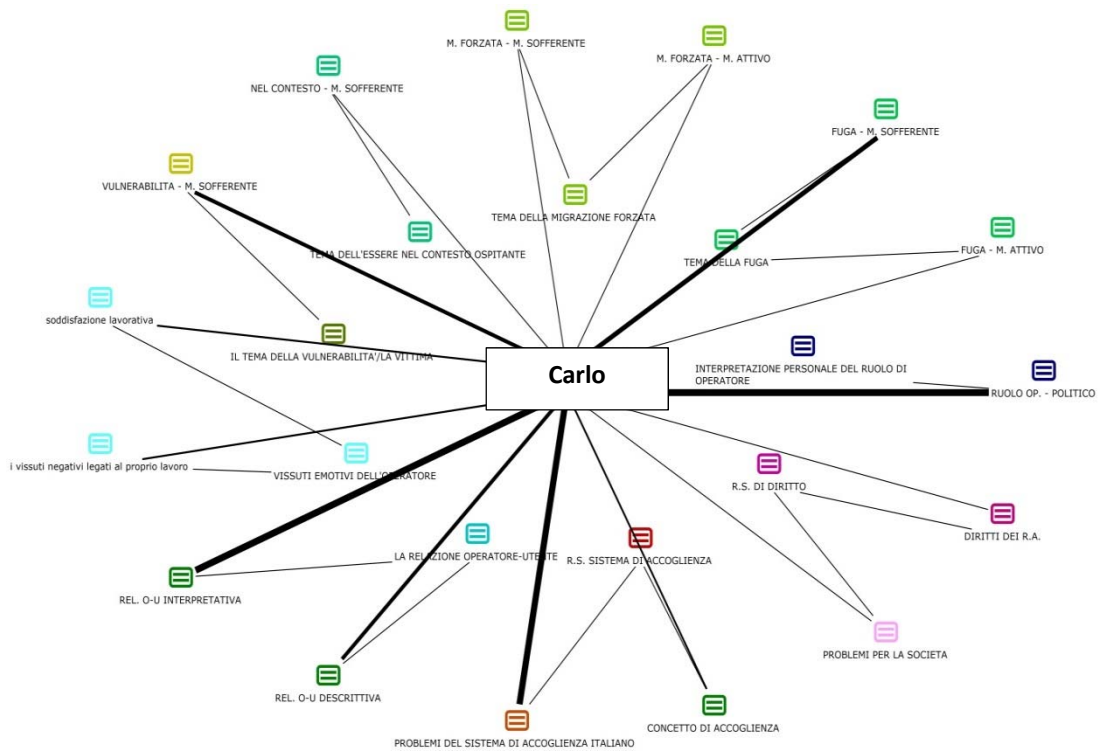 M. FORZATA - M. SOFFERENTE
M. FORZATA - M. ATTIVO
NEL CONTESTO - M. SOFFERENTE
FUGA - M. SOFFERENTE
VULNERABILITA - M. SOFFERENTE
TEMA DELLA MIGRAZIONE FORZATA
TEMA DELL'ESSERE NEL CONTESTO OSPITANTE
TEMA DELLA FUGA
FUGA - M. ATTIVO
soddisfazione lavorativa
IL TEMA DELLA VULNERABILITA'/LA VITTIMA
Carlo
INTERPRETAZIONE PERSONALE DEL RUOLO DI
OPERATORE
RUOLO OP. - POLITICO
i vissuti negativi legati al proprio lavoro
VISSUTI EMOTIVI DELL'OPERATORE
R.S. DI DIRITTO
DIRITTI DEI R.A.
LA RELAZIONE OPERATORE-UTENTE
R.S. SISTEMA DI ACCOGLIENZA
REL. O-U INTERPRETATIVA
PROBLEMI PER LA SOCIETA
REL. O-U DESCRITTIVA
CONCETTO DI ACCOGLIENZA
PROBLEMI DEL SISTEMA DI ACCOGLIENZA ITALIANO